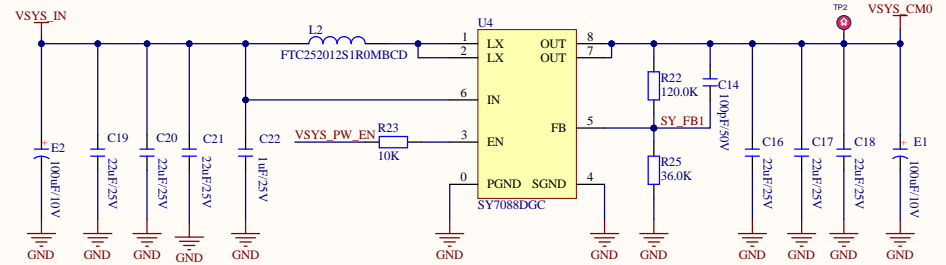 VSYS_IN
TP2
VSYS_CM0
L2
FTC252012S1R0MBCD
U4
1
LX
OUT
8
2
LX
OUT
7
6
IN
3
EN
FB
5
0
PGND
SGND
4
SY7088DGC
VSYS_PW_EN
R23
10K
R22
120.0K
C14
100pF/50V
SY_FB1
R25
36.0K
E2
100uF/10V
C19
22uF/25V
C20
22uF/25V
C21
22uF/25V
C22
1uF/25V
C16
22uF/25V
C17
22uF/25V
C18
22uF/25V
E1
100uF/10V
GND
GND
GND
GND
GND
GND
GND
GND
GND
GND
GND
GND